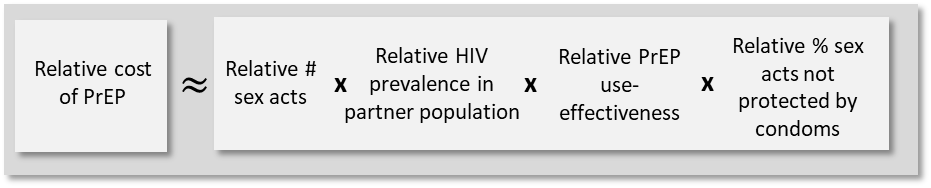 Relative cost
of PrEP
≈
Relative #
sex acts
x
Relative HIV
prevalence in
partner population
x
Relative PrEP
use-
effectiveness
x
Relative % sex
acts not
protected by
condoms